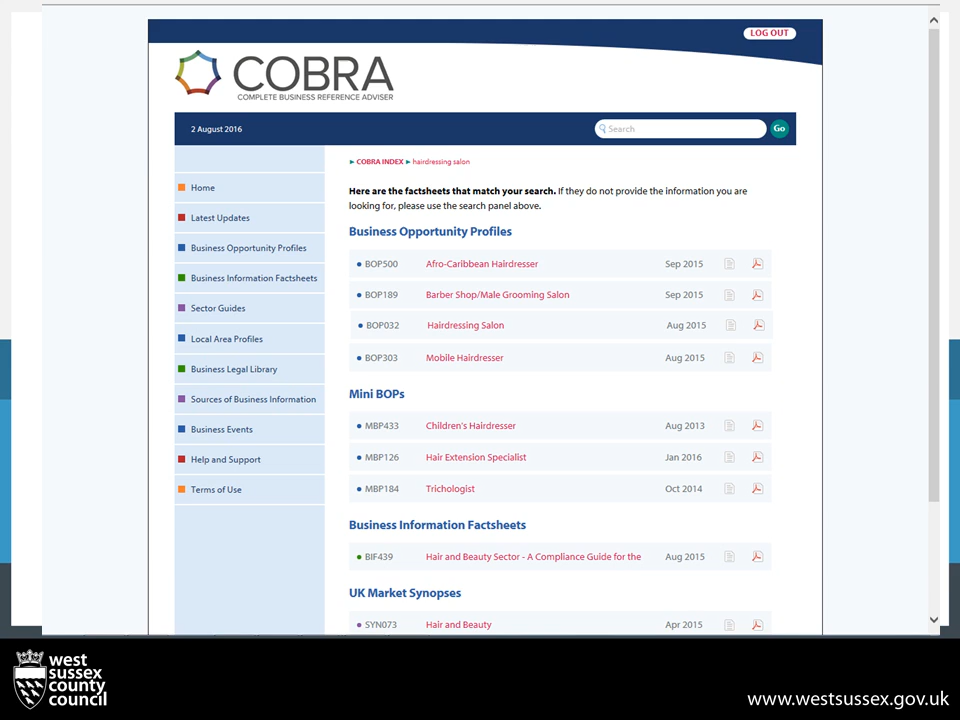 LOG OUT
COBRA
COMPLETE BUSINESS REFERENCE ADVISER
2 August 2016
Search
Go
COBRA INDEX hairdressing salon
Home
Latest Updates
Business Opportunity Profiles
Business Information Factsheets
Sector Guides
Local Area Profiles
Business Legal Library
Sources of Business Information
Business Events
Help and Support
Terms of Use
Here are the factsheets that match your search. If they do not provide the information you are
looking for, please use the search panel above.
Business Opportunity Profiles
BOP500 Afro-Caribbean Hairdresser Sep 2015
BOP189 Barber Shop/Male Grooming Salon Sep 2015
BOP032 Hairdressing Salon Aug 2015
BOP303 Mobile Hairdresser Aug 2015
Mini BOPs
MBP433 Children's Hairdresser Aug 2013
MBP126 Hair Extension Specialist Jan 2016
MBP184 Trichologist Oct 2014
Business Information Factsheets
BIF439 Hair and Beauty Sector - A Compliance Guide for the Aug 2015
UK Market Synopses
SYN073 Hair and Beauty Apr 2015
west
sussex
county
council
www.westsussex.gov.uk